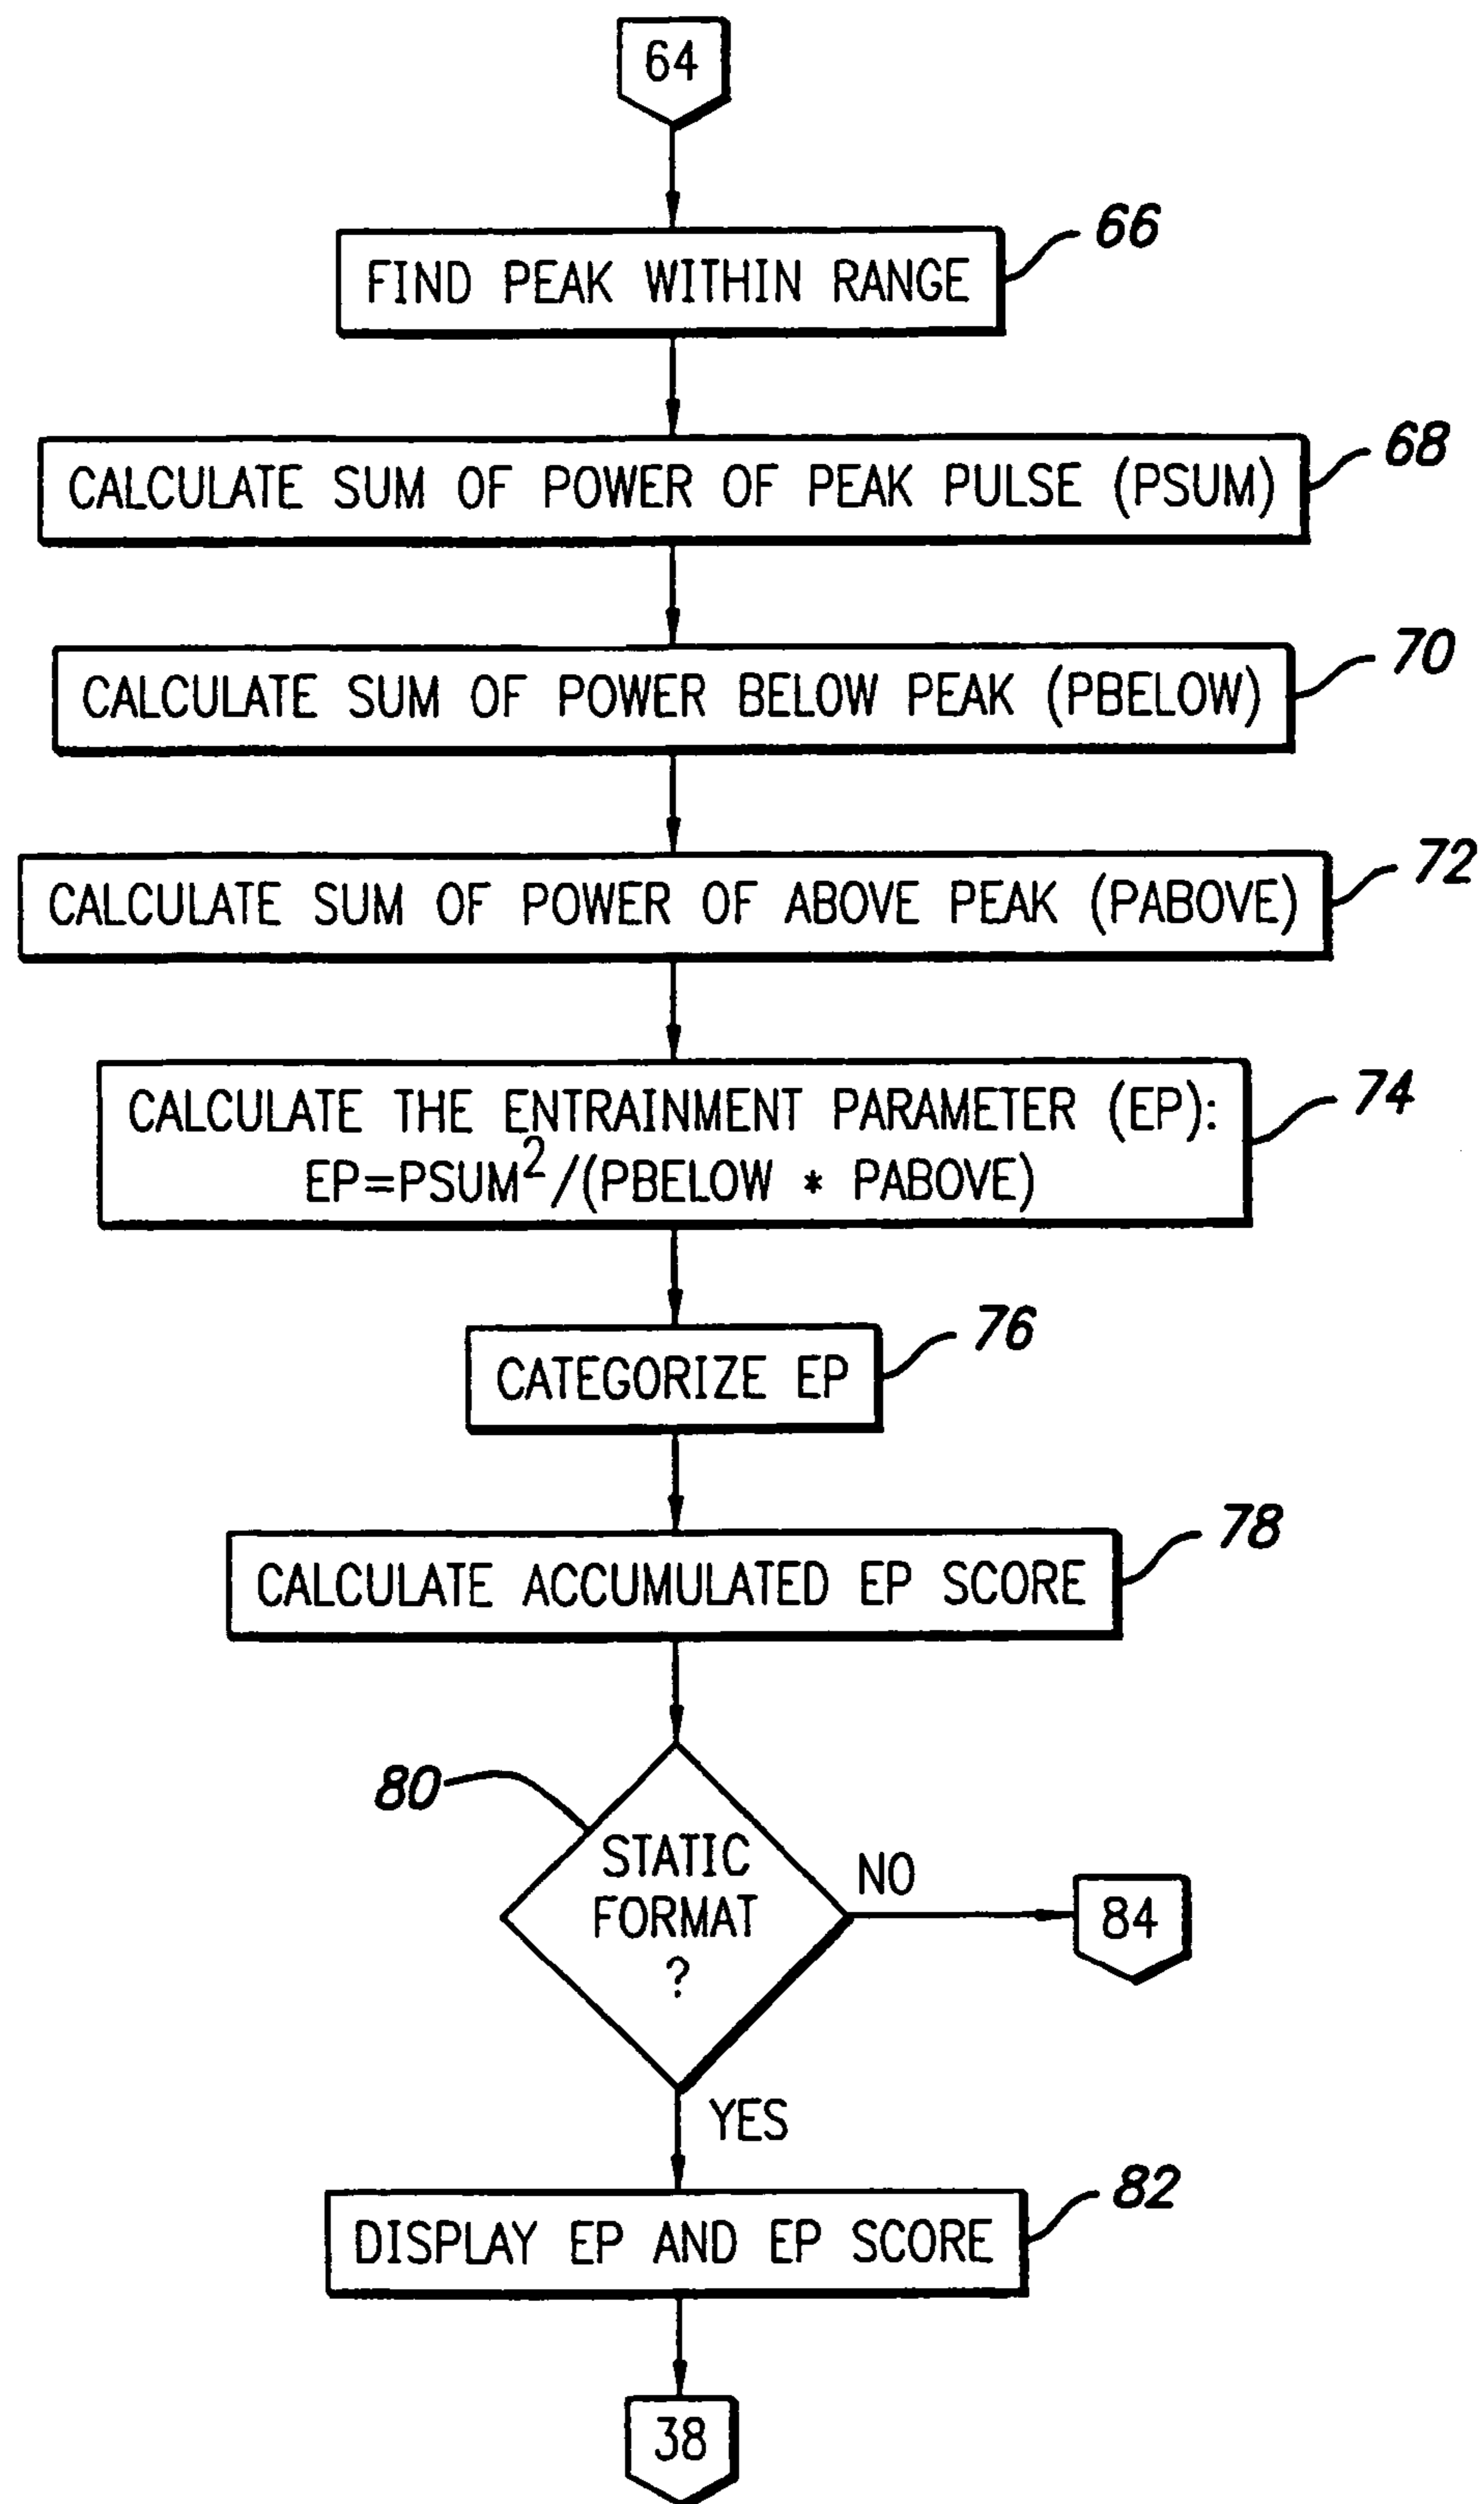 64
66
FIND PEAK WITHIN RANGE
68
CALCULATE SUM OF POWER OF PEAK PULSE (PSUM)
70
CALCULATE SUM OF POWER BELOW PEAK (PBELOW)
72
CALCULATE SUM OF POWER OF ABOVE PEAK (PABOVE)
74
CALCULATE THE ENTRAINMENT PARAMETER (EP):
EP=PSUM²/(PBELOW * PABOVE)
76
CATEGORIZE EP
78
CALCULATE ACCUMULATED EP SCORE
80
STATIC
FORMAT
?
NO
84
YES
82
DISPLAY EP AND EP SCORE
38